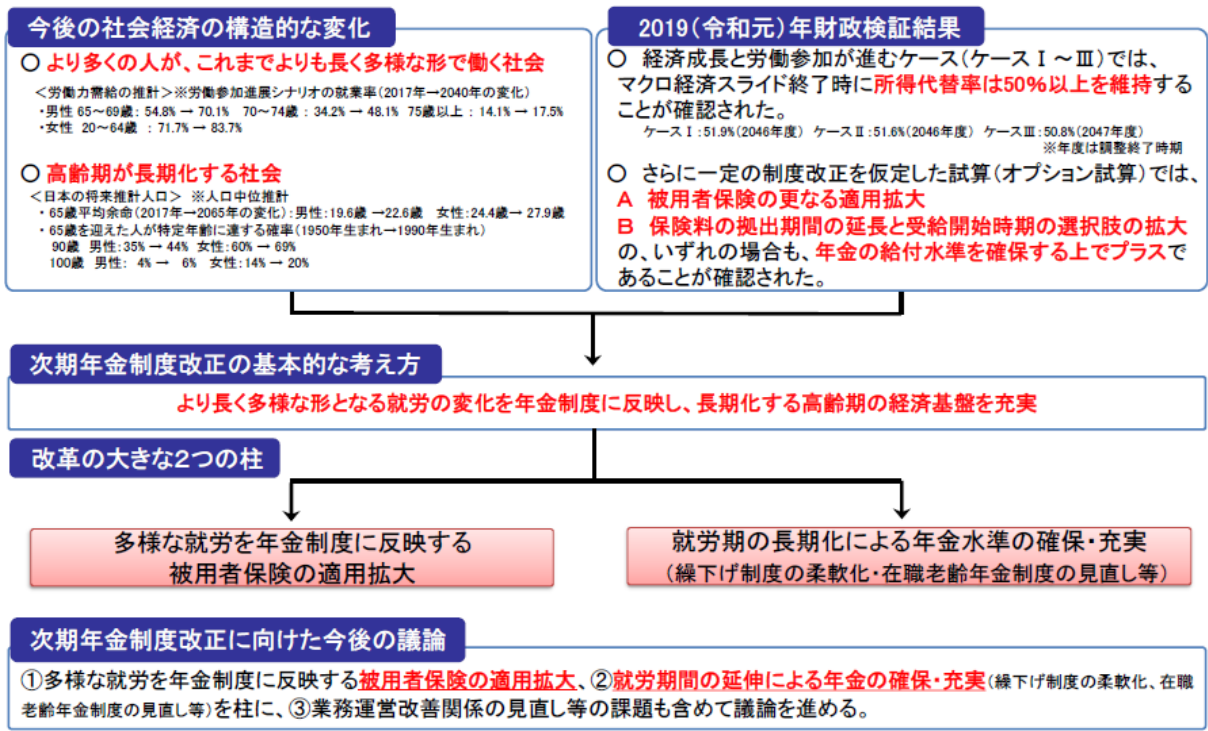 今後の社会経済の構造的な変化
○ より多くの人が、これまでよりも長く多様な形で働く社会
＜労働力需給の推計＞※労働参加進展シナリオの就業率(2017年→2040年の変化)
・男性 65～69歳：54.8% → 70.1%　70～74歳：34.2% → 48.1%　75歳以上：14.1% → 17.5%
・女性 20～64歳 ：71.7% → 83.7%
○ 高齢期が長期化する社会
＜日本の将来推計人口＞ ※人口中位推計
・65歳平均余命(2017年→2065年の変化)：男性：19.6歳 →22.6歳　女性：24.4歳→ 27.9歳
・65歳を迎えた人が特定年齢に達する確率(1950年生まれ→1990年生まれ)
90歳 男性：35% → 44% 女性：60% → 69%
100歳 男性： 4% →　6%　女性：14% → 20%
2019(令和元)年財政検証結果
○ 経済成長と労働参加が進むケース(ケースⅠ～Ⅲ)では、
マクロ経済スライド終了時に所得代替率は50%以上を維持する
ことが確認された。
ケースⅠ：51.9%(2046年度) ケースⅡ：51.6%(2046年度) ケースⅢ：50.8%(2047年度)
※年度は調整終了時期
○ さらに一定の制度改正を仮定した試算(オプション試算)では、
A 被用者保険の更なる適用拡大
B 保険料の拠出期間の延長と受給開始時期の選択肢の拡大
の、いずれの場合も、年金の給付水準を確保する上でプラスで
あることが確認された。
次期年金制度改正の基本的な考え方
より長く多様な形となる就労の変化を年金制度に反映し、長期化する高齢期の経済基盤を充実
改革の大きな2つの柱
多様な就労を年金制度に反映する
被用者保険の適用拡大
就労期の長期化による年金水準の確保・充実
(繰下げ制度の柔軟化・在職老齢年金制度の見直し等)
次期年金制度改正に向けた今後の議論
①多様な就労を年金制度に反映する被用者保険の適用拡大、②就労期間の延伸による年金の確保・充実(繰下げ制度の柔軟化、在職
老齢年金制度の見直し等)を柱に、③業務運営改善関係の見直し等の課題も含めて議論を進める。